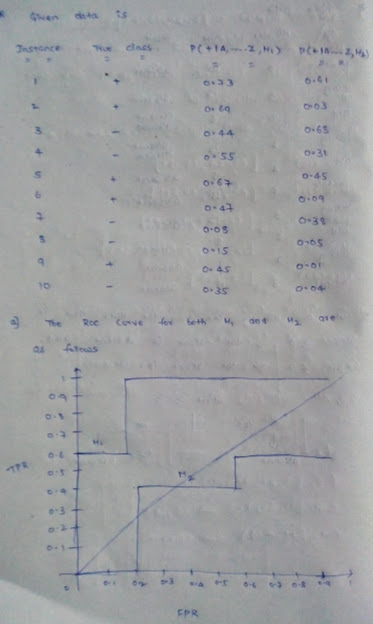 Given data is
Instance True class P(+|A,....Z,M₁) P(+|A...Z,M₂)
1 + 0.73 0.61
2 + 0.69 0.03
3 - 0.44 0.68
4 - 0.55 0.31
5 + 0.67 0.45
6 + 0.47 0.09
7 - 0.08 0.38
8 - 0.15 0.05
9 + 0.45 0.01
10 - 0.35 0.04
a) The ROC Curve for both M₁ and M₂ are
as follows
1
0.9
0.8
0.7
0.6 M₁
TPR 0.5
0.4 M₂
0.3
0.2
0.1
0 0.1 0.2 0.3 0.4 0.5 0.6 0.7 0.8 0.9 1
FPR